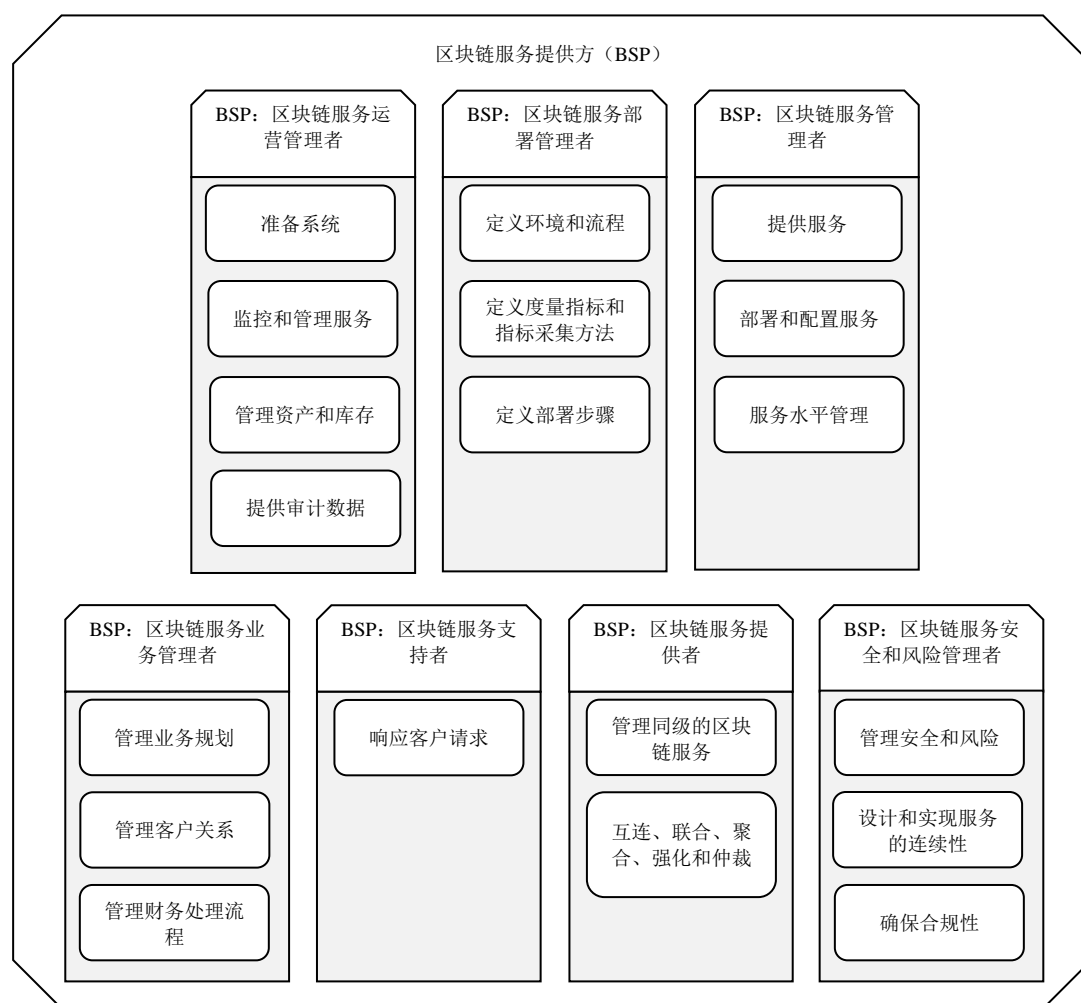 区块链服务提供方（BSP）
BSP：区块链服务运
营管理者
准备系统
监控和管理服务
管理资产和库存
提供审计数据
BSP：区块链服务部
署管理者
定义环境和流程
定义度量指标和
指标采集方法
定义部署步骤
BSP：区块链服务管
理者
提供服务
部署和配置服务
服务水平管理
BSP：区块链服务业
务管理者
管理业务规划
管理客户关系
管理财务处理流
程
BSP：区块链服务支
持者
响应客户请求
BSP：区块链服务提
供者
管理同级的区块
链服务
互连、联合、聚
合、强化和仲裁
BSP：区块链服务安
全和风险管理者
管理安全和风险
设计和实现服务
的连续性
确保合规性